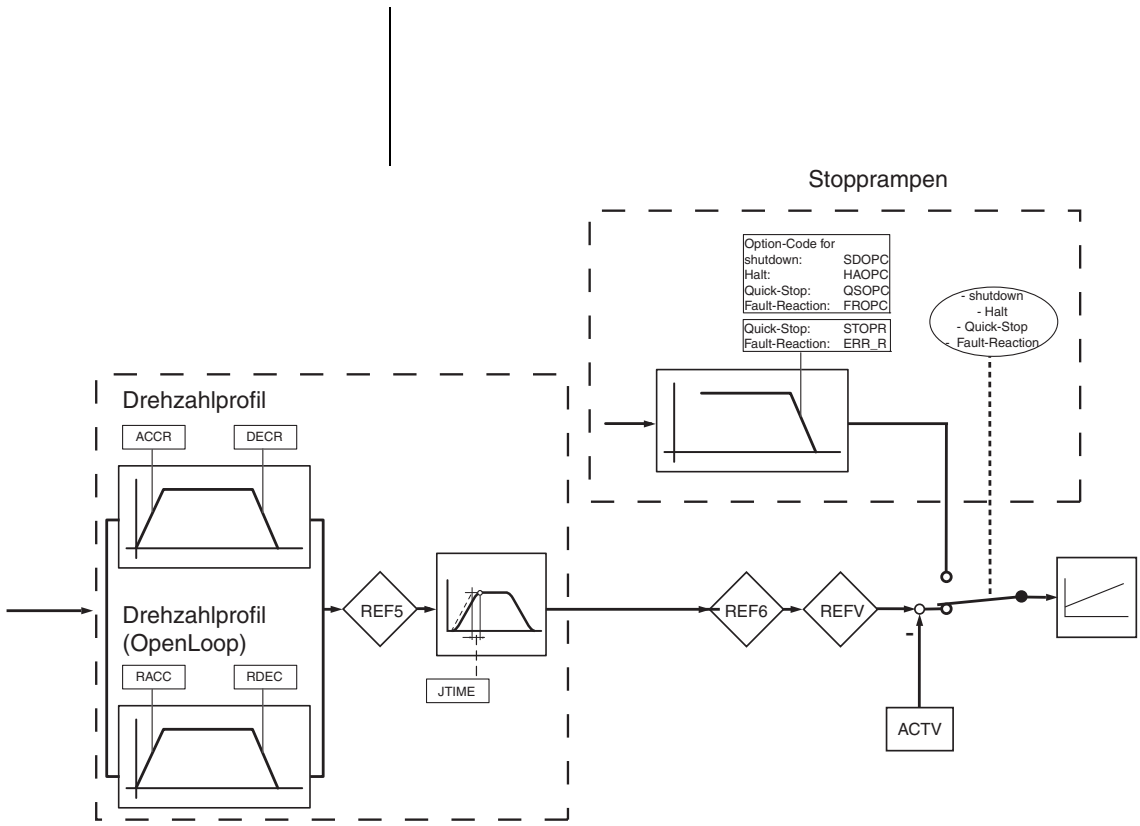 Stopprampen
Option-Code for
shutdown: SDOPC
Halt: HAOPC
Quick-Stop: QSOPC
Fault-Reaction: FROPC
Quick-Stop: STOPR
Fault-Reaction: ERR_R
- shutdown
- Halt
- Quick-Stop
- Fault-Reaction
Drehzahlprofil
ACCR DECR
Drehzahlprofil
(OpenLoop)
RACC RDEC
REF5
JTIME
REF6
REFV
-
ACTV